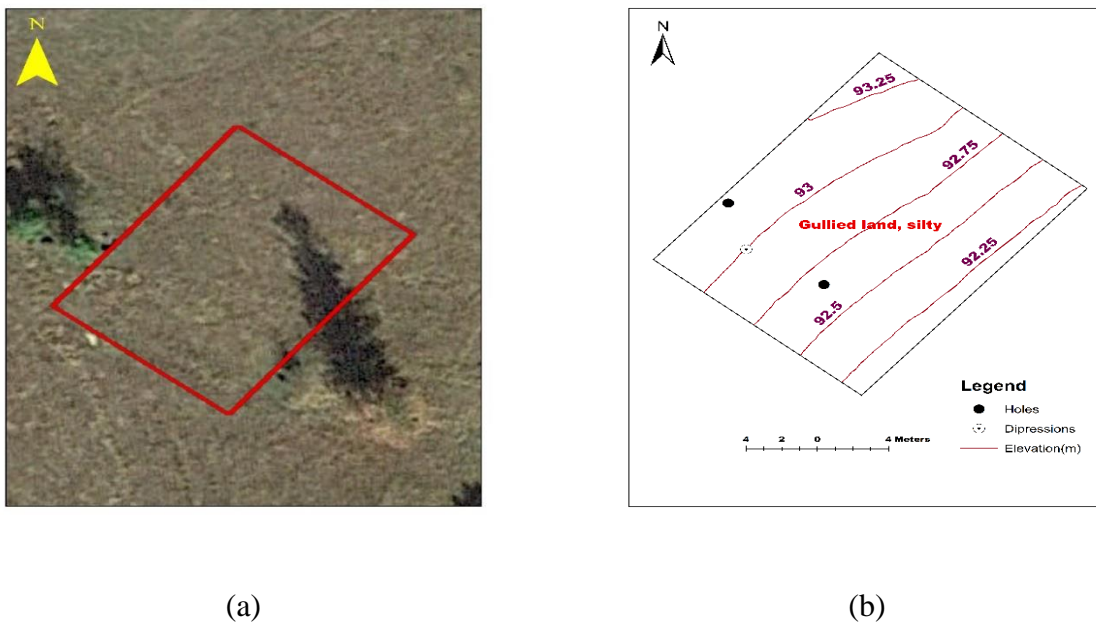 N
N
93.25
92.75
93
Gullied land, silty
92.25
92.5
Legend
Holes
Dipressions
Elevation(m)
4 2 0 4 Meters
(a)
(b)